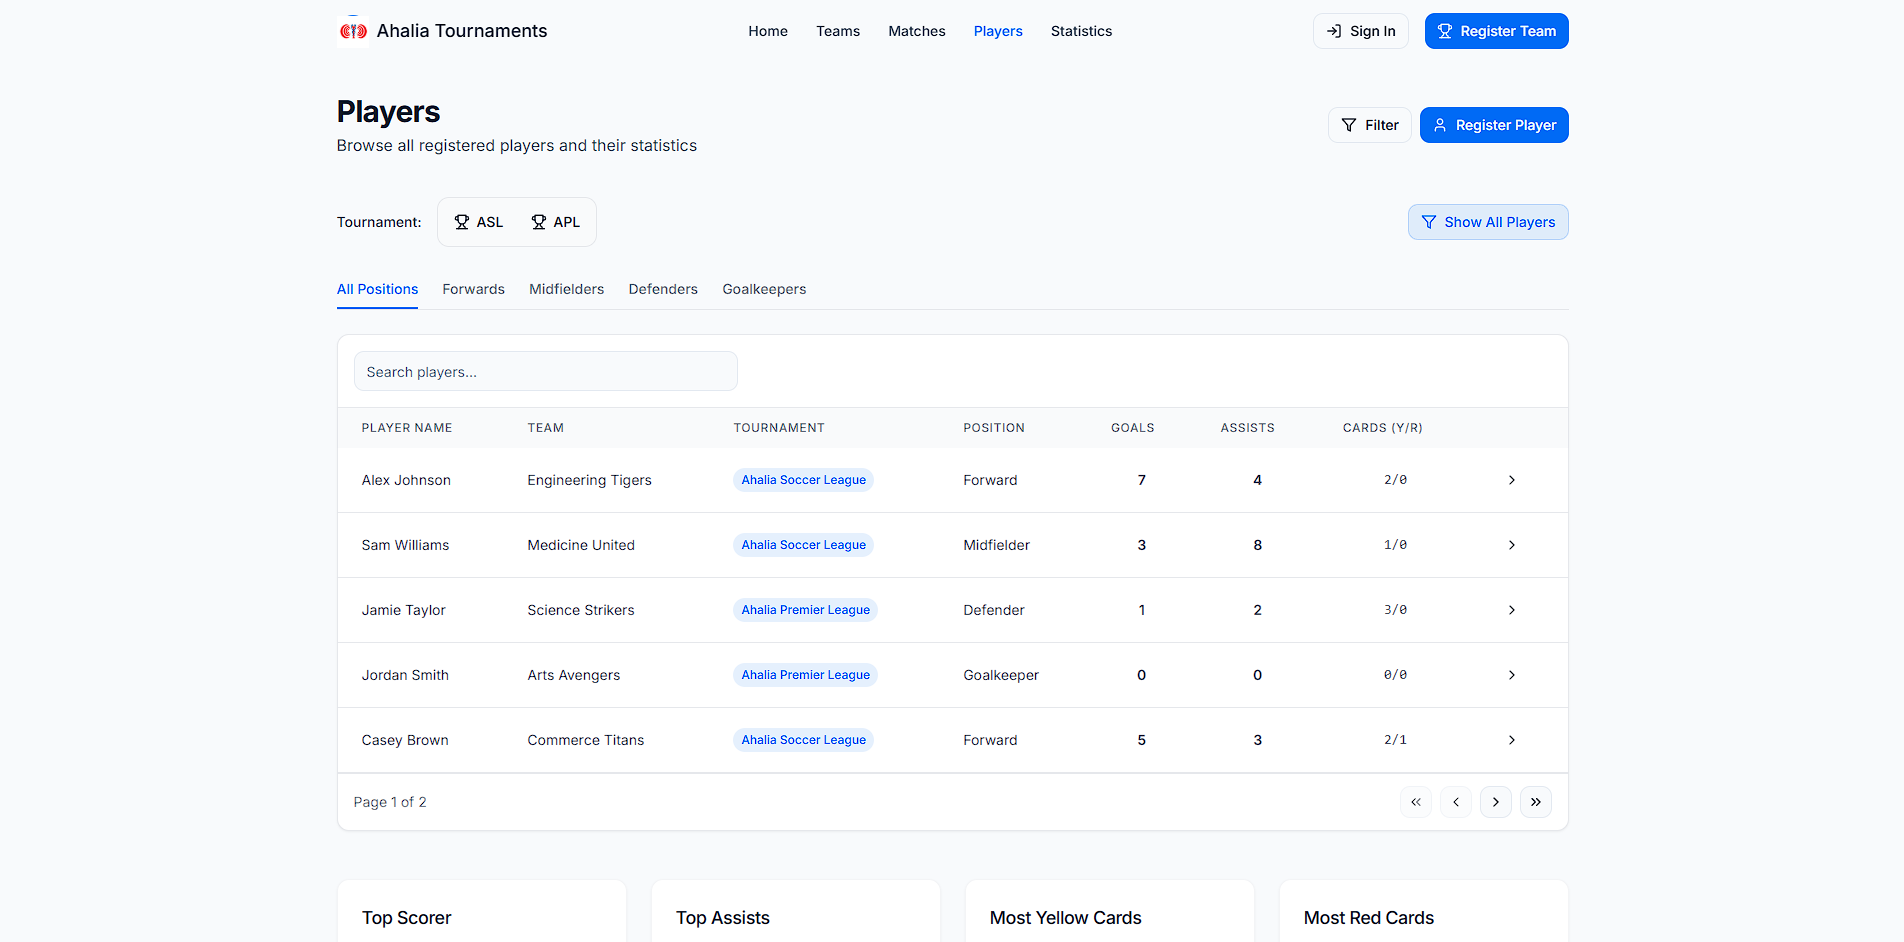 Ahalia Tournaments Home Teams Matches Players Statistics Sign In Register Team
Players
Browse all registered players and their statistics
Filter Register Player
Tournament: ASL APL Show All Players
All Positions Forwards Midfielders Defenders Goalkeepers
Search players...
PLAYER NAME TEAM TOURNAMENT POSITION GOALS ASSISTS CARDS (Y/R)
Alex Johnson Engineering Tigers Ahalia Soccer League Forward 7 4 2/0
Sam Williams Medicine United Ahalia Soccer League Midfielder 3 8 1/0
Jamie Taylor Science Strikers Ahalia Premier League Defender 1 2 3/0
Jordan Smith Arts Avengers Ahalia Premier League Goalkeeper 0 0 0/0
Casey Brown Commerce Titans Ahalia Soccer League Forward 5 3 2/1
Page 1 of 2
Top Scorer Top Assists Most Yellow Cards Most Red Cards